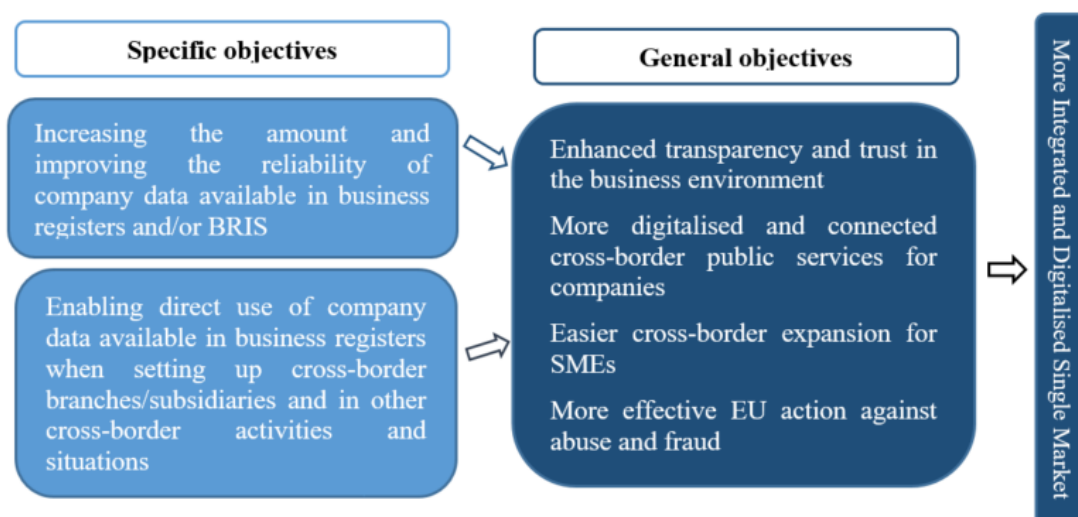 Specific objectives
Increasing the amount and
improving the reliability of
company data available in business
registers and/or BRIS
Enabling direct use of company
data available in business registers
when setting up cross-border
branches/subsidiaries and in other
cross-border activities and
situations
General objectives
Enhanced transparency and trust in
the business environment
More digitalised and connected
cross-border public services for
companies
Easier cross-border expansion for
SMEs
More effective EU action against
abuse and fraud
More Integrated and Digitalised Single Market